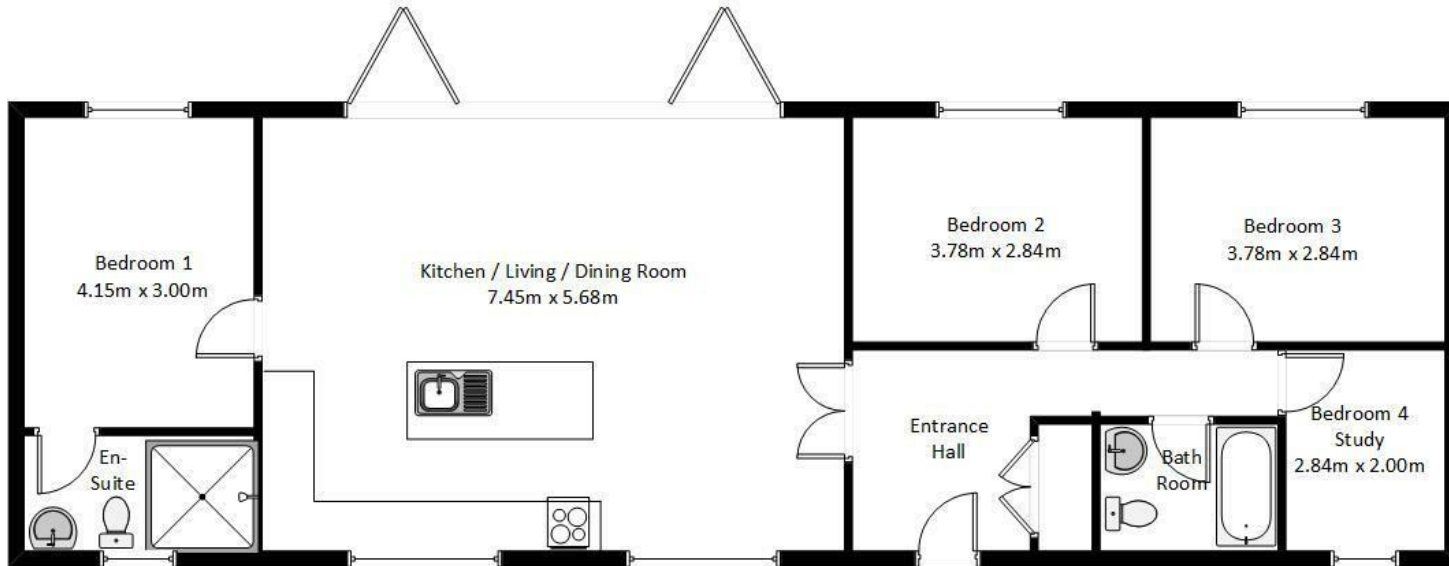 Bedroom 1
4.15m x 3.00m
En-
Suite
Kitchen / Living / Dining Room
7.45m x 5.68m
Bedroom 2
3.78m x 2.84m
Bedroom 3
3.78m x 2.84m
Entrance
Hall
Bath
Room
Bedroom 4
Study
2.84m x 2.00m